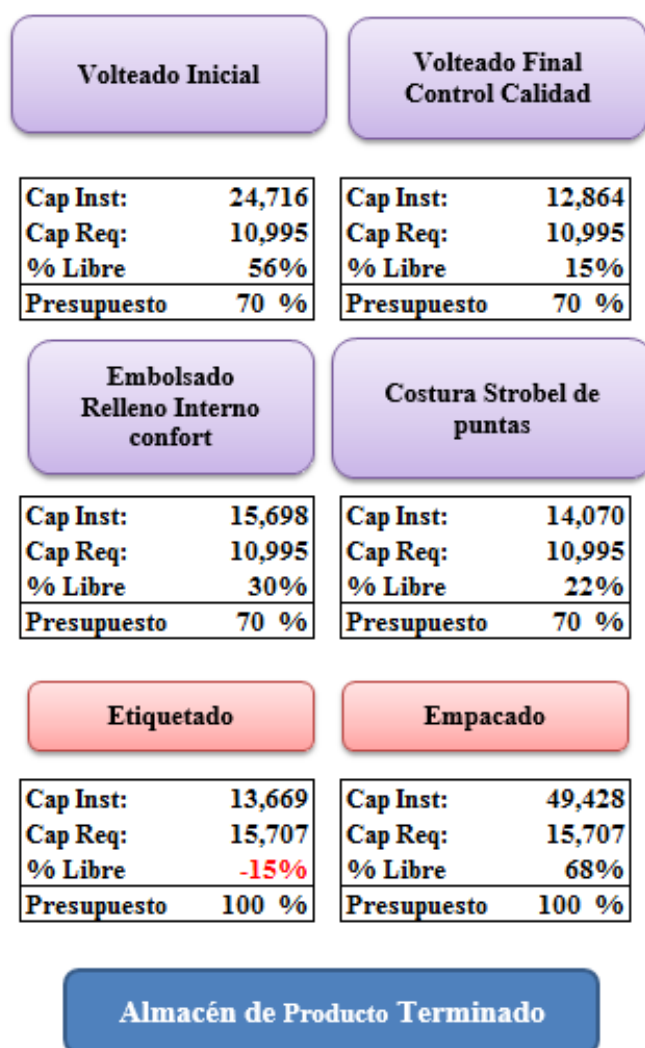 Volteado Inicial
Volteado Final
Control Calidad
Cap Inst: 24,716
Cap Req: 10,995
% Libre 56%
Presupuesto 70 %
Cap Inst: 12,864
Cap Req: 10,995
% Libre 15%
Presupuesto 70 %
Embolsado
Relleno Interno
confort
Costura Strobel de
puntas
Cap Inst: 15,698
Cap Req: 10,995
% Libre 30%
Presupuesto 70 %
Cap Inst: 14,070
Cap Req: 10,995
% Libre 22%
Presupuesto 70 %
Etiquetado
Empacado
Cap Inst: 13,669
Cap Req: 15,707
% Libre -15%
Presupuesto 100 %
Cap Inst: 49,428
Cap Req: 15,707
% Libre 68%
Presupuesto 100 %
Almacén de Producto Terminado